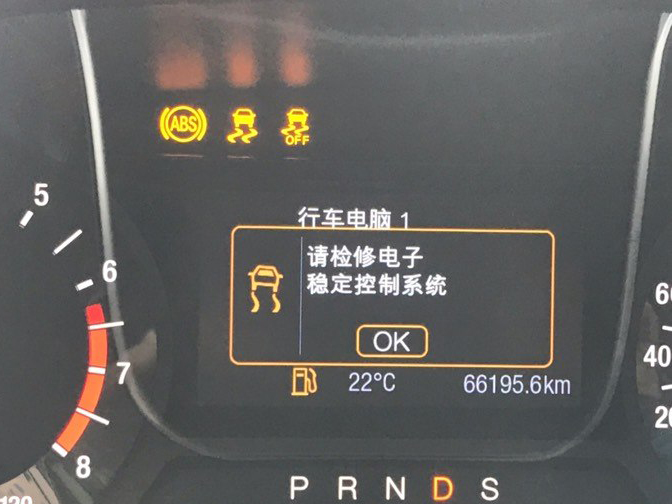 ABS
OFF
5
6
7
8
行车电脑 1
请检修电子
稳定控制系统
OK
22°C
66195.6km
40
P R N D S